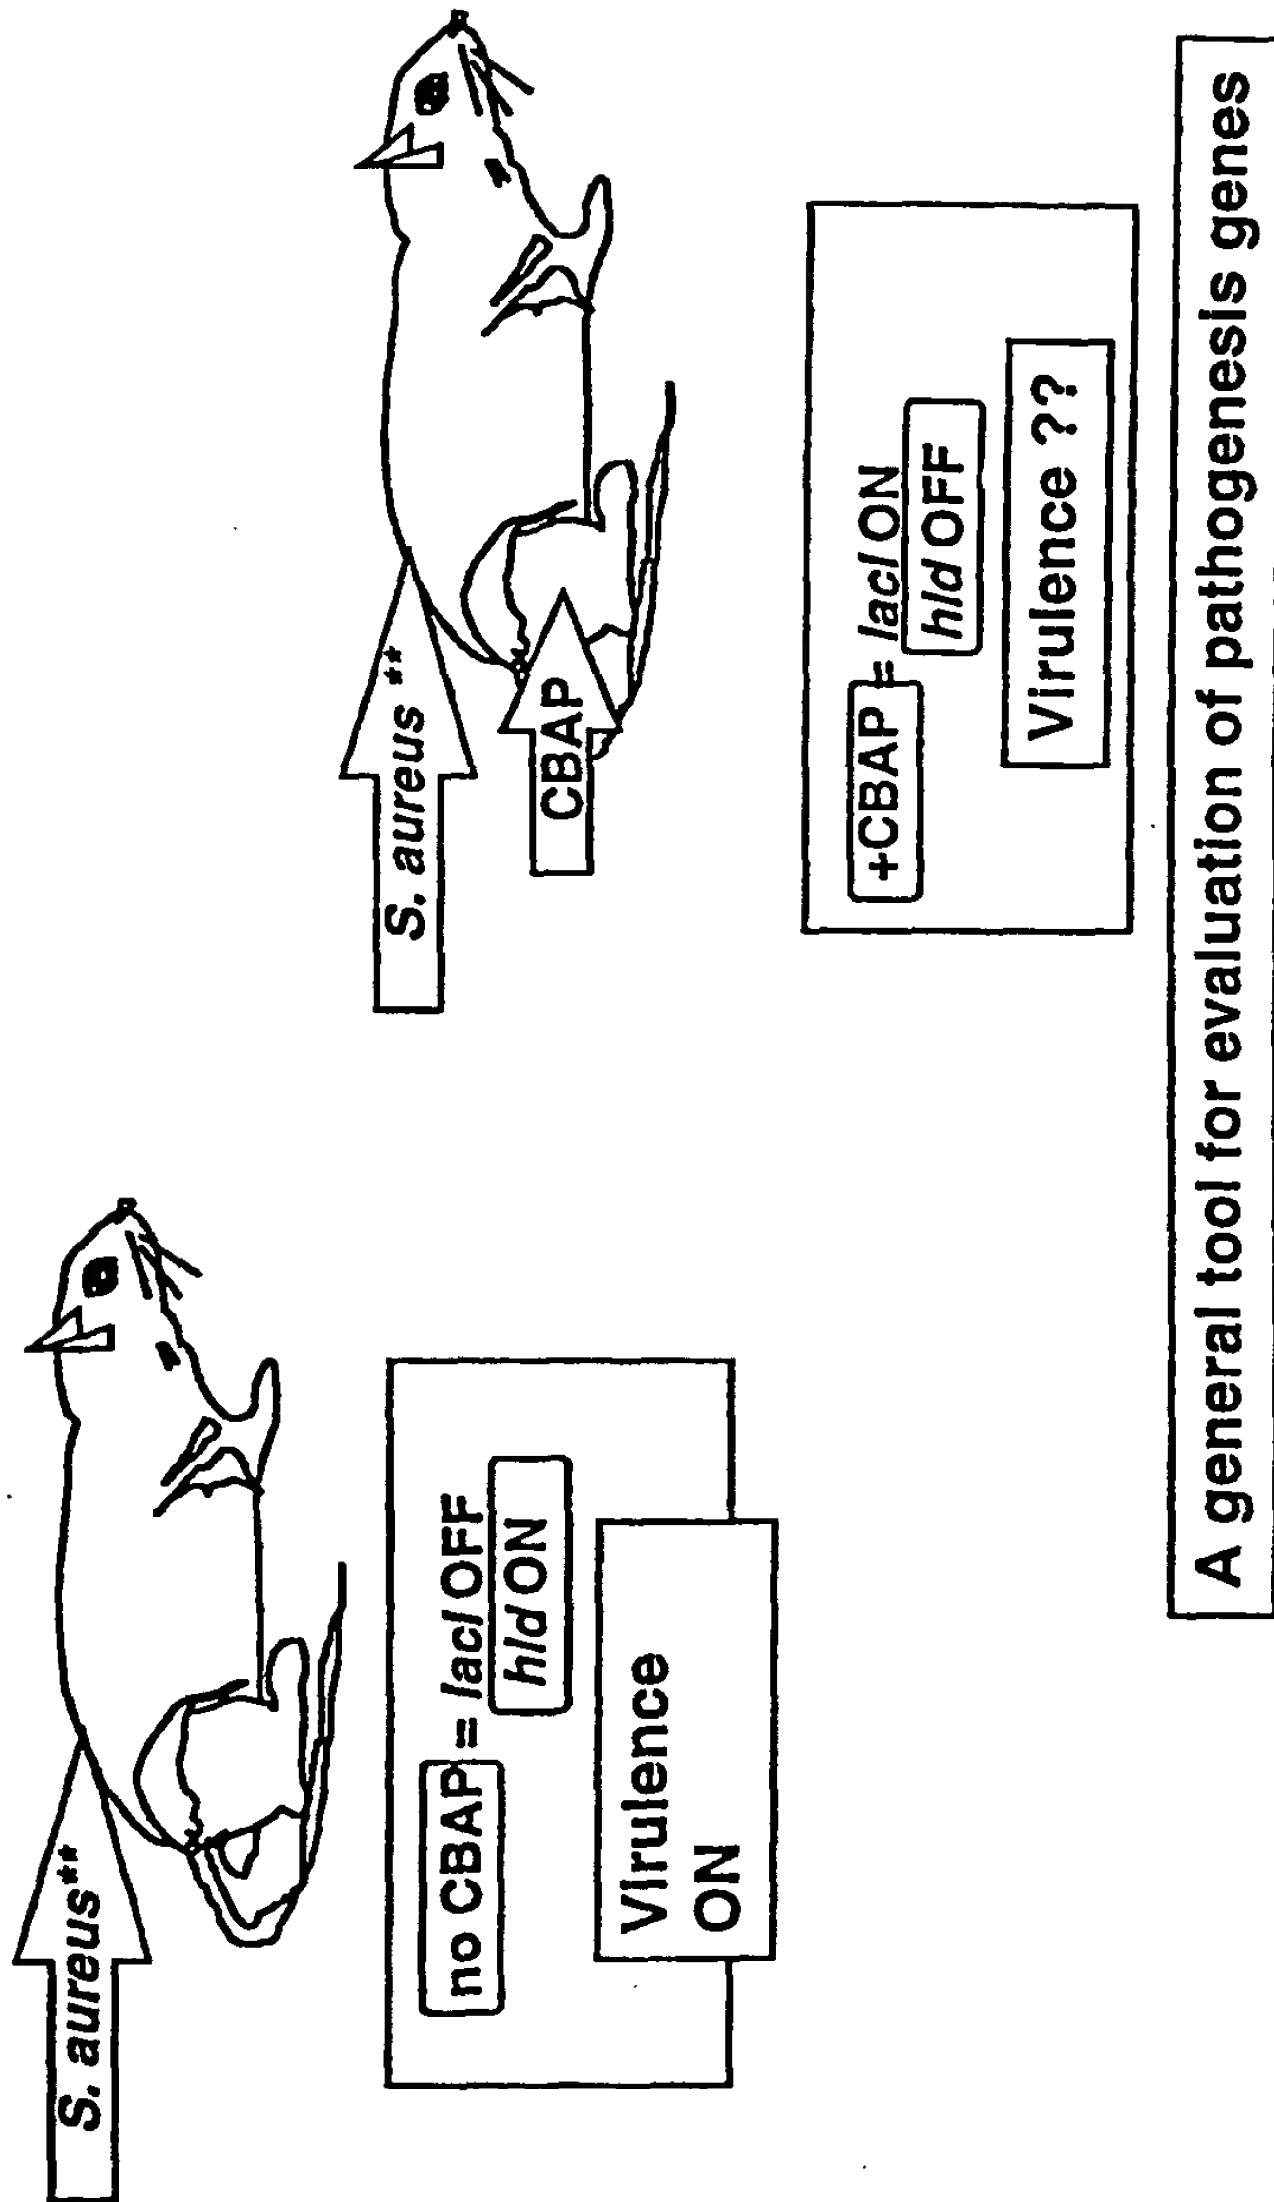 S. aureus**
no CBAP = lacI OFF
hld ON
Virulence
ON
S. aureus **
CBAP
+CBAP = lacI ON
hld OFF
Virulence ??
A general tool for evaluation of pathogenesis genes